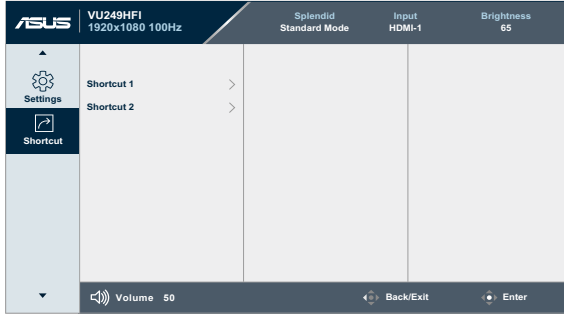 ASUS
VU249HFI
1920x1080 100Hz
Splendid
Standard Mode
Input
HDMI-1
Brightness
65
Settings
Shortcut
Shortcut 1
Shortcut 2
Volume 50
Back/Exit
Enter